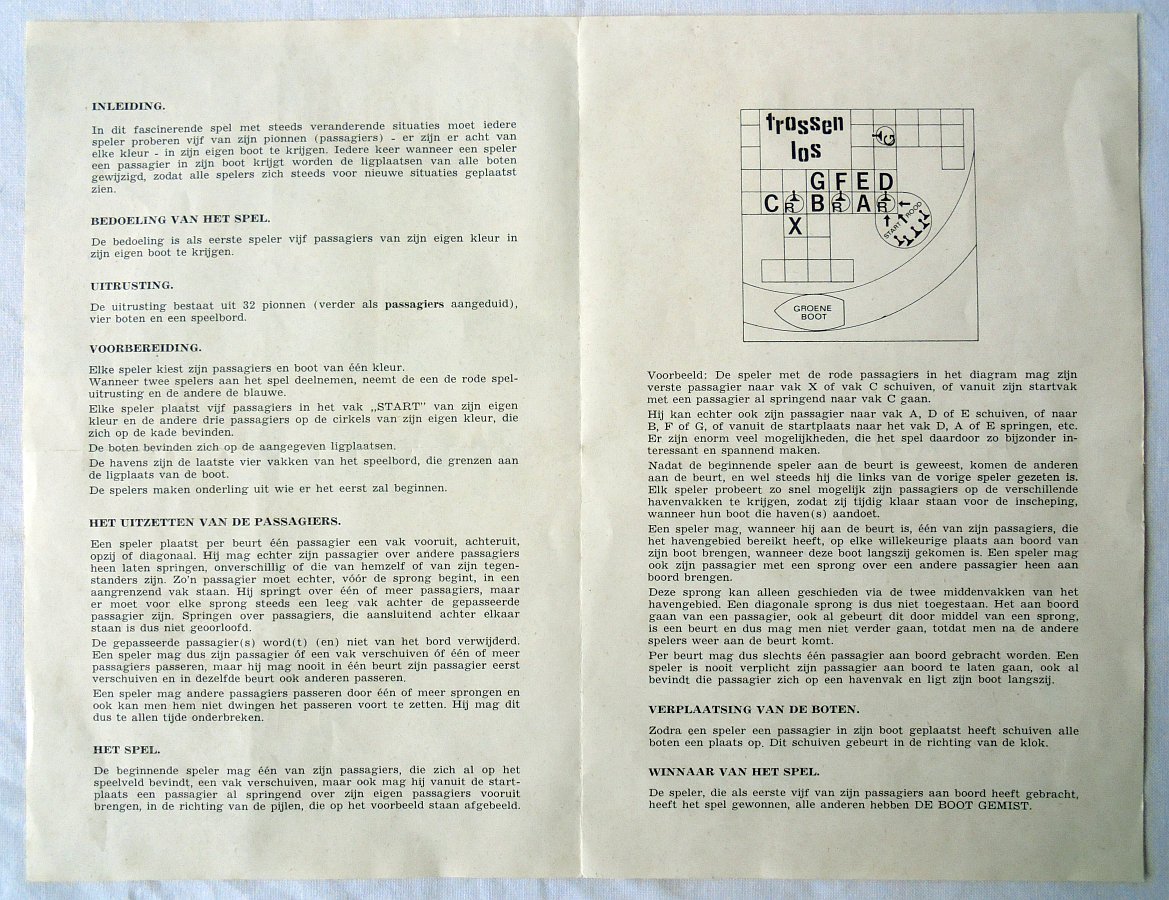 INLEIDING.
In dit fascinerende spel met steeds veranderende situaties moet iedere
speler proberen vijf van zijn pionnen (passagiers) - er zijn er acht van
elke kleur - in zijn eigen boot te krijgen. Iedere keer wanneer een speler
een passagier in zijn boot krijgt worden de ligplaatsen van alle boten
gewijzigd, zodat alle spelers zich steeds voor nieuwe situaties geplaatst
zien.
BEDOELING VAN HET SPEL.
De bedoeling is als eerste speler vijf passagiers van zijn eigen kleur in
zijn eigen boot te krijgen.
UITRUSTING.
De uitrusting bestaat uit 32 pionnen (verder als passagiers aangeduid),
vier boten en een speelbord.
VOORBEREIDING.
Elke speler kiest zijn passagiers en boot van één kleur.
Wanneer twee spelers aan het spel deelnemen, neemt de een de rode spel-
uitrusting en de andere de blauwe.
Elke speler plaatst vijf passagiers in het vak „START” van zijn eigen
kleur en de andere drie passagiers op de cirkels van zijn eigen kleur, die
zich op de kade bevinden.
De boten bevinden zich op de aangegeven ligplaatsen.
De havens zijn de laatste vier vakken van het speelbord, die grenzen aan
de ligplaats van de boot.
De spelers maken onderling uit wie er het eerst zal beginnen.
HET UITZETTEN VAN DE PASSAGIERS.
Een speler plaatst per beurt één passagier een vak vooruit, achteruit,
opzij of diagonaal. Hij mag echter zijn passagier over andere passagiers
heen laten springen, onverschillig of die van hemzelf of van zijn tegen-
standers zijn. Zo'n passagier moet echter, vóór de sprong begint, in een
aangrenzend vak staan. Hij springt over één of meer passagiers, maar
er moet voor elke sprong steeds een leeg vak achter de gepasseerde
passagier zijn. Springen over passagiers, die aansluitend achter elkaar
staan is dus niet geoorloofd.
De gepasseerde passagier(s) word(t) (en) niet van het bord verwijderd.
Een speler mag dus zijn passagier óf een vak verschuiven óf één of meer
passagiers passeren, maar hij mag nooit in één beurt zijn passagier eerst
verschuiven en in dezelfde beurt ook anderen passeren.
Een speler mag andere passagiers passeren door één of meer sprongen en
ook kan men hem niet dwingen het passeren voort te zetten. Hij mag dit
dus te allen tijde onderbreken.
HET SPEL.
De beginnende speler mag één van zijn passagiers, die zich al op het
speelveld bevindt, een vak verschuiven, maar ook mag hij vanuit de start-
plaats een passagier al springend over zijn eigen passagiers vooruit
brengen, in de richting van de pijlen, die op het voorbeeld staan afgebeeld.
trossen
los
G
G F E D
C R B R A R
X
START ROOD
GROENE
BOOT
Voorbeeld: De speler met de rode passagiers in het diagram mag zijn
verste passagier naar vak X of vak C schuiven, of vanuit zijn startvak
met een passagier al springend naar vak C gaan.
Hij kan echter ook zijn passagier naar vak A, D of E schuiven, of naar
B, F of G, of vanuit de startplaats naar het vak D, A of E springen, etc.
Er zijn enorm veel mogelijkheden, die het spel daardoor zo bijzonder in-
teressant en spannend maken.
Nadat de beginnende speler aan de beurt is geweest, komen de anderen
aan de beurt, en wel steeds hij die links van de vorige speler gezeten is.
Elk speler probeert zo snel mogelijk zijn passagiers op de verschillende
havenvakken te krijgen, zodat zij tijdig klaar staan voor de inscheping,
wanneer hun boot die haven(s) aandoet.
Een speler mag, wanneer hij aan de beurt is, één van zijn passagiers, die
het havengebied bereikt heeft, op elke willekeurige plaats aan boord van
zijn boot brengen, wanneer deze boot langszij gekomen is. Een speler mag
ook zijn passagier met een sprong over een andere passagier heen aan
boord brengen.
Deze sprong kan alleen geschieden via de twee middenvakken van het
havengebied. Een diagonale sprong is dus niet toegestaan. Het aan boord
gaan van een passagier, ook al gebeurt dit door middel van een sprong,
is een beurt en dus mag men niet verder gaan, totdat men na de andere
spelers weer aan de beurt komt.
Per beurt mag dus slechts één passagier aan boord gebracht worden. Een
speler is nooit verplicht zijn passagier aan boord te laten gaan, ook al
bevindt die passagier zich op een havenvak en ligt zijn boot langszij.
VERPLAATSING VAN DE BOTEN.
Zodra een speler een passagier in zijn boot geplaatst heeft schuiven alle
boten een plaats op. Dit schuiven gebeurt in de richting van de klok.
WINNAAR VAN HET SPEL.
De speler, die als eerste vijf van zijn passagiers aan boord heeft gebracht,
heeft het spel gewonnen, alle anderen hebben DE BOOT GEMIST.